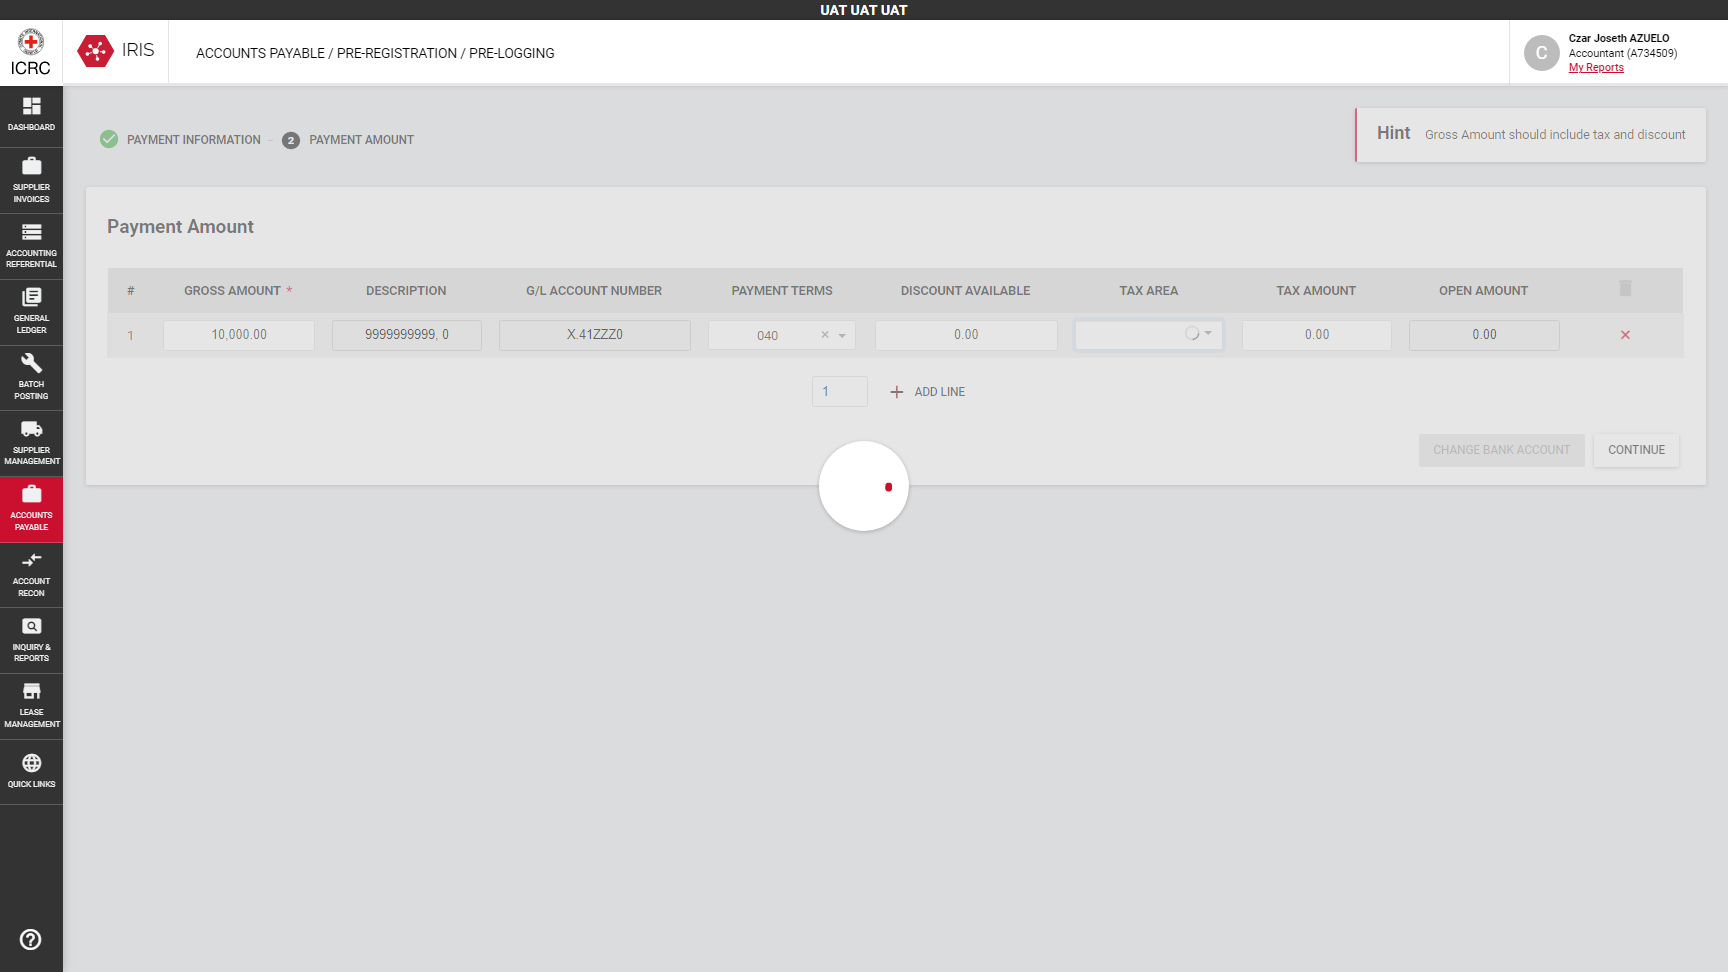 UAT UAT UAT
ICRC
IRIS
ACCOUNTS PAYABLE / PRE-REGISTRATION / PRE-LOGGING
C
Czar Joseth AZUELO
Accountant (A734509)
My Reports
DASHBOARD
SUPPLIER
INVOICES
ACCOUNTING
REFERENTIAL
GENERAL
LEDGER
BATCH
POSTING
SUPPLIER
MANAGEMENT
ACCOUNTS
PAYABLE
ACCOUNT
RECON
INQUIRY &
REPORTS
LEASE
MANAGEMENT
QUICK LINKS
PAYMENT INFORMATION
2 PAYMENT AMOUNT
Hint Gross Amount should include tax and discount
Payment Amount
# GROSS AMOUNT * DESCRIPTION G/L ACCOUNT NUMBER PAYMENT TERMS DISCOUNT AVAILABLE TAX AREA TAX AMOUNT OPEN AMOUNT
1 10,000.00 9999999999, 0 X.41ZZZ0 040 × 0.00 0.00 0.00
1 ADD LINE
CHANGE BANK ACCOUNT CONTINUE